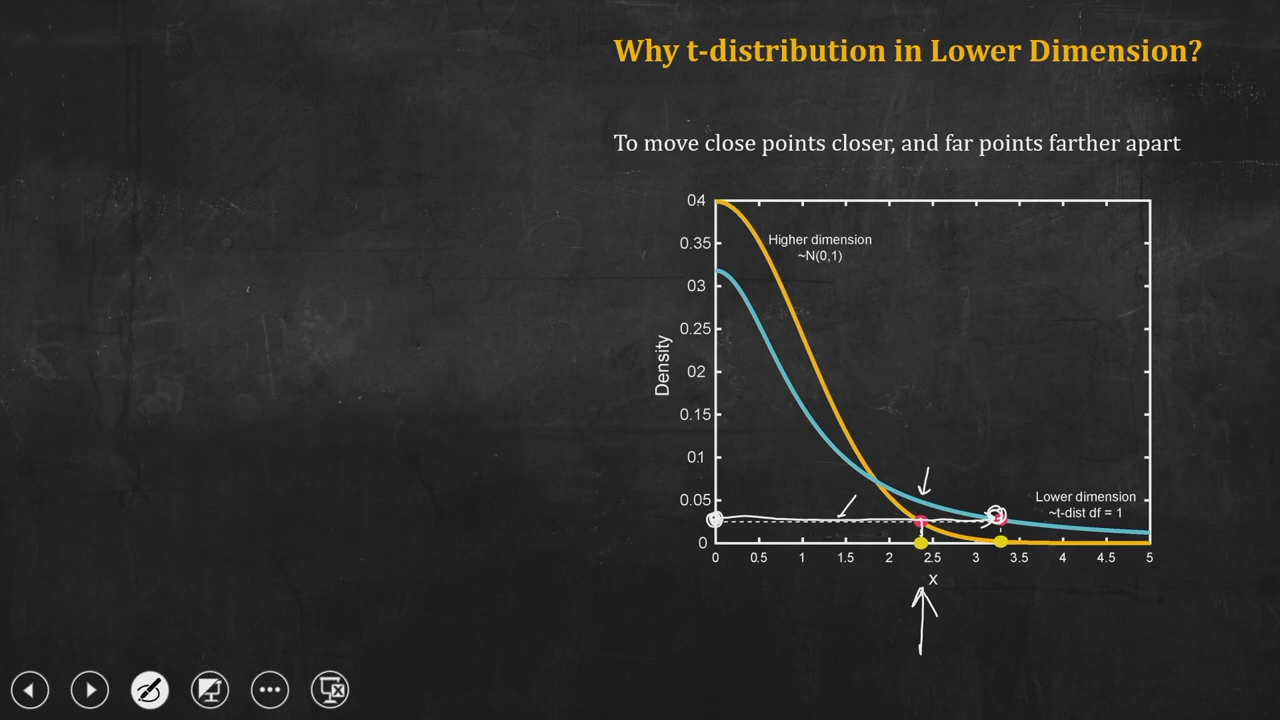 Why t-distribution in Lower Dimension?
To move close points closer, and far points farther apart
04
0.35
03
0.25
02
0.15
0.1
0.05
0
Density
Higher dimension
~N(0,1)
Lower dimension
~t-dist df = 1
0 0.5 1 1.5 2 2.5 3 3.5 4 4.5 5
x